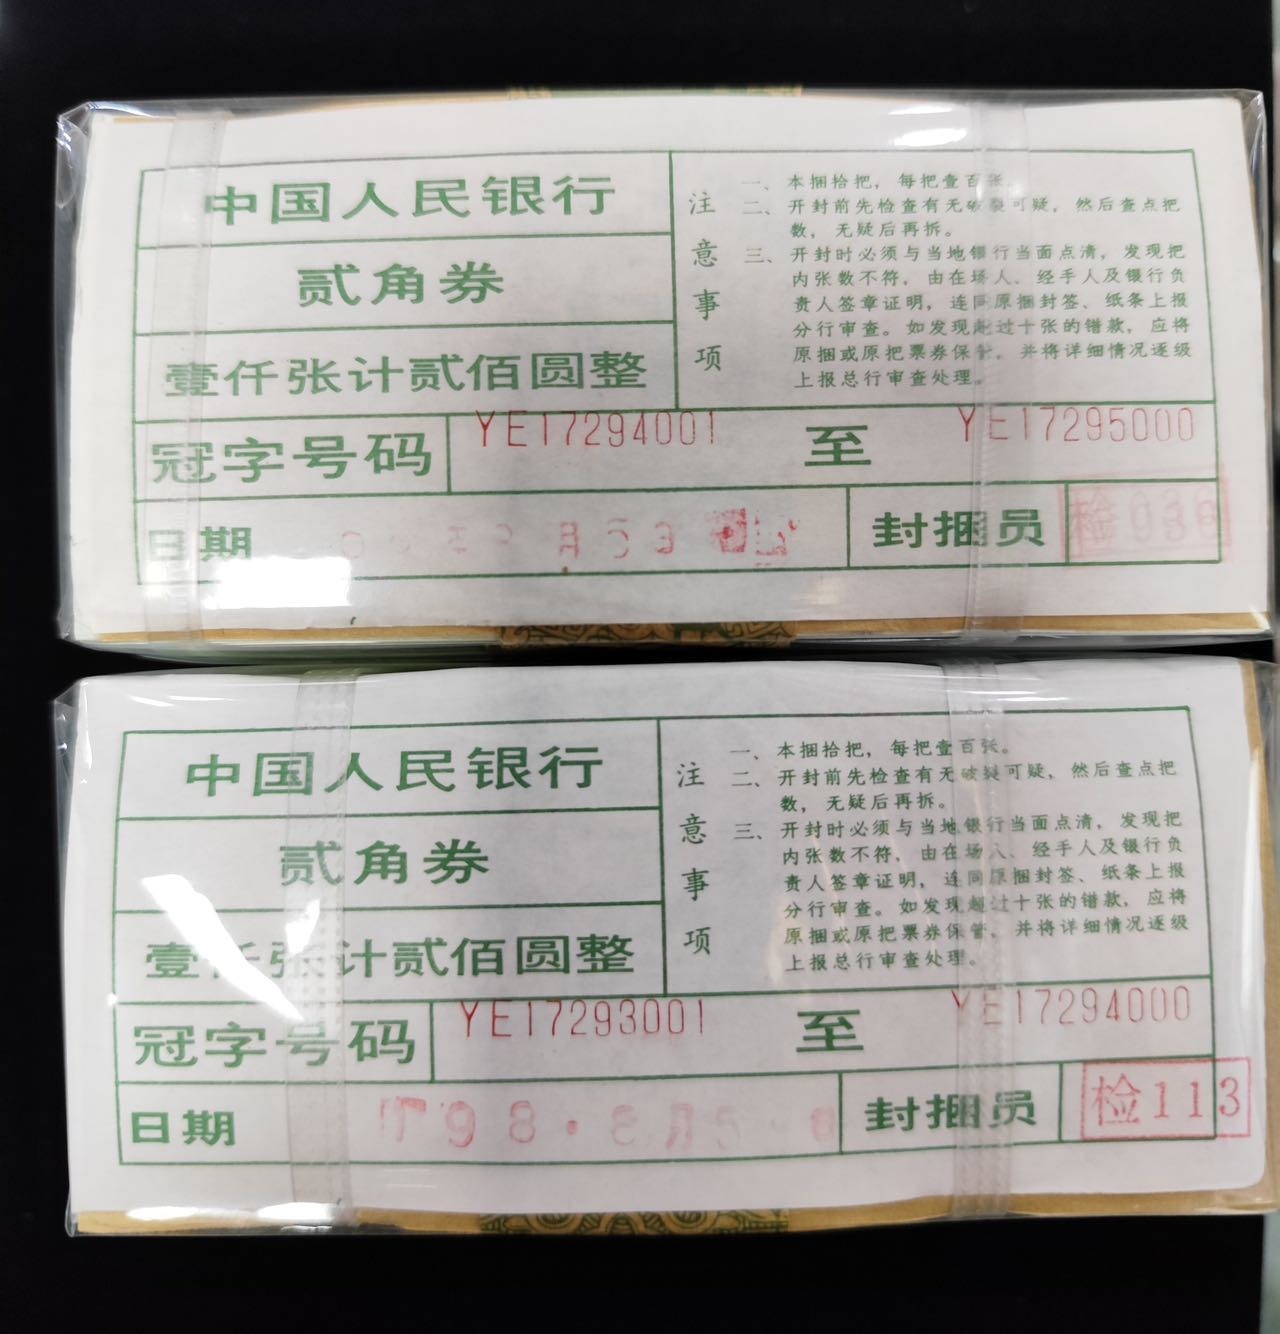 中国人民银行
贰角券
壹仟张计贰佰圆整
注意事项
一、本捆拾把，每把壹百张。
二、开封前先检查有无破裂可疑，然后查点把
数，无疑后再拆。
三、开封时必须与当地银行当面点清，发现把
内张数不符，由在场人、经手人及银行负
责人签章证明，连同原捆封签、纸条上报
分行审查。如发现超过十张的错款，应将
原捆或原把票券保管，并将详细情况逐级
上报总行审查处理。
冠字号码 YE17294001 至 YE17295000
日期 封捆员 检036
中国人民银行
贰角券
壹仟张计贰佰圆整
注意事项
一、本捆拾把，每把壹百张。
二、开封前先检查有无破裂可疑，然后查点把
数，无疑后再拆。
三、开封时必须与当地银行当面点清，发现把
内张数不符，由在场人、经手人及银行负
责人签章证明，连同原捆封签、纸条上报
分行审查。如发现超过十张的错款，应将
原捆或原把票券保管，并将详细情况逐级
上报总行审查处理。
冠字号码 YE17293001 至 YE17294000
日期 封捆员 检113